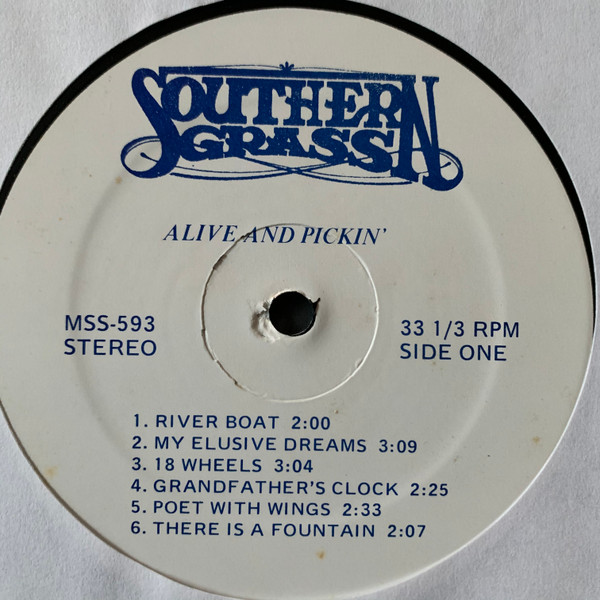 SOUTHERN
GRASS
ALIVE AND PICKIN'
MSS-593
STEREO
33 1/3 RPM
SIDE ONE
1. RIVER BOAT 2:00
2. MY ELUSIVE DREAMS 3:09
3. 18 WHEELS 3:04
4. GRANDFATHER'S CLOCK 2:25
5. POET WITH WINGS 2:33
6. THERE IS A FOUNTAIN 2:07